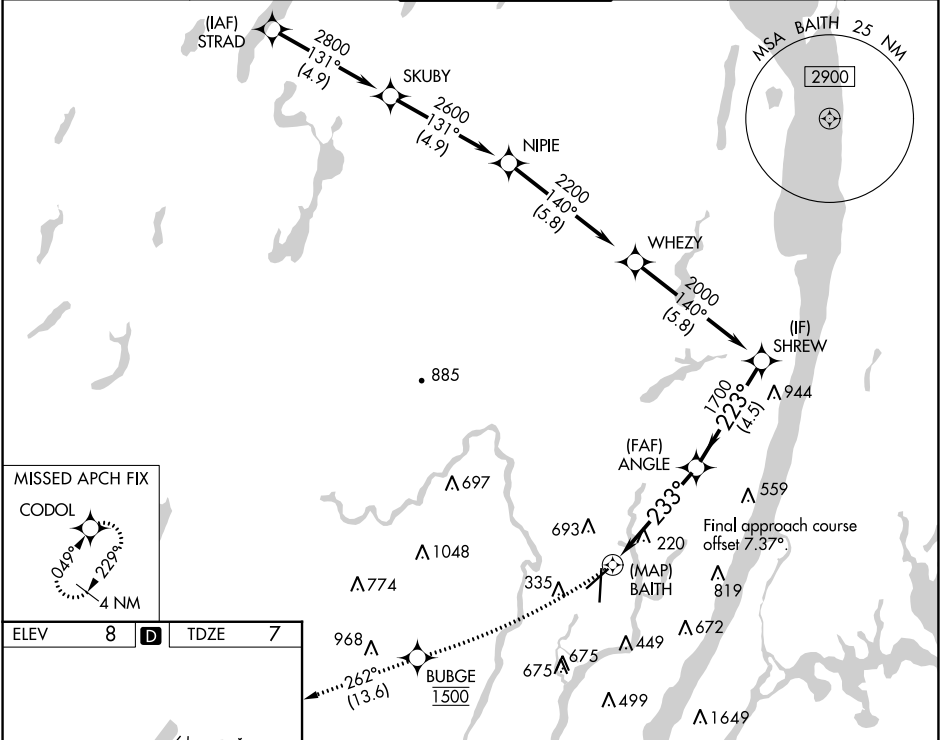 (IAF)
STRAD
2800
131°
(4.9)
SKUBY
2600
131°
(4.9)
NIPIE
2200
140°
(5.8)
WHEZY
2000
140°
(5.8)
(IF)
SHREW
MSA BAITH 25 NM
2900
944
1700
223°
(4.5)
885
(FAF)
ANGLE
233°
559
697
693
220
Final approach course
offset 7.37°.
MISSED APCH FIX
CODOL
049°
229°
4 NM
1048
774
335
(MAP)
BAITH
819
ELEV 8 D TDZE 7
968
262°
(13.6)
BUBGE
1500
672
449
675
675
499
1649